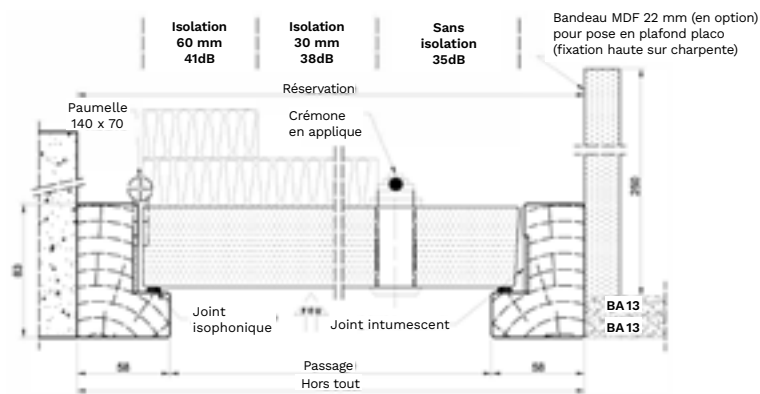 Isolation
60 mm
41dB
Isolation
30 mm
38dB
Sans
isolation
35dB
Bandeau MDF 22 mm (en option)
pour pose en plafond placo
(fixation haute sur charpente)
Réservation
Paumelle
140 x 70
Crémone
en applique
250
83
Joint
isophonique
FEU
Joint intumescent
BA 13
BA 13
58
Passage
58
Hors tout